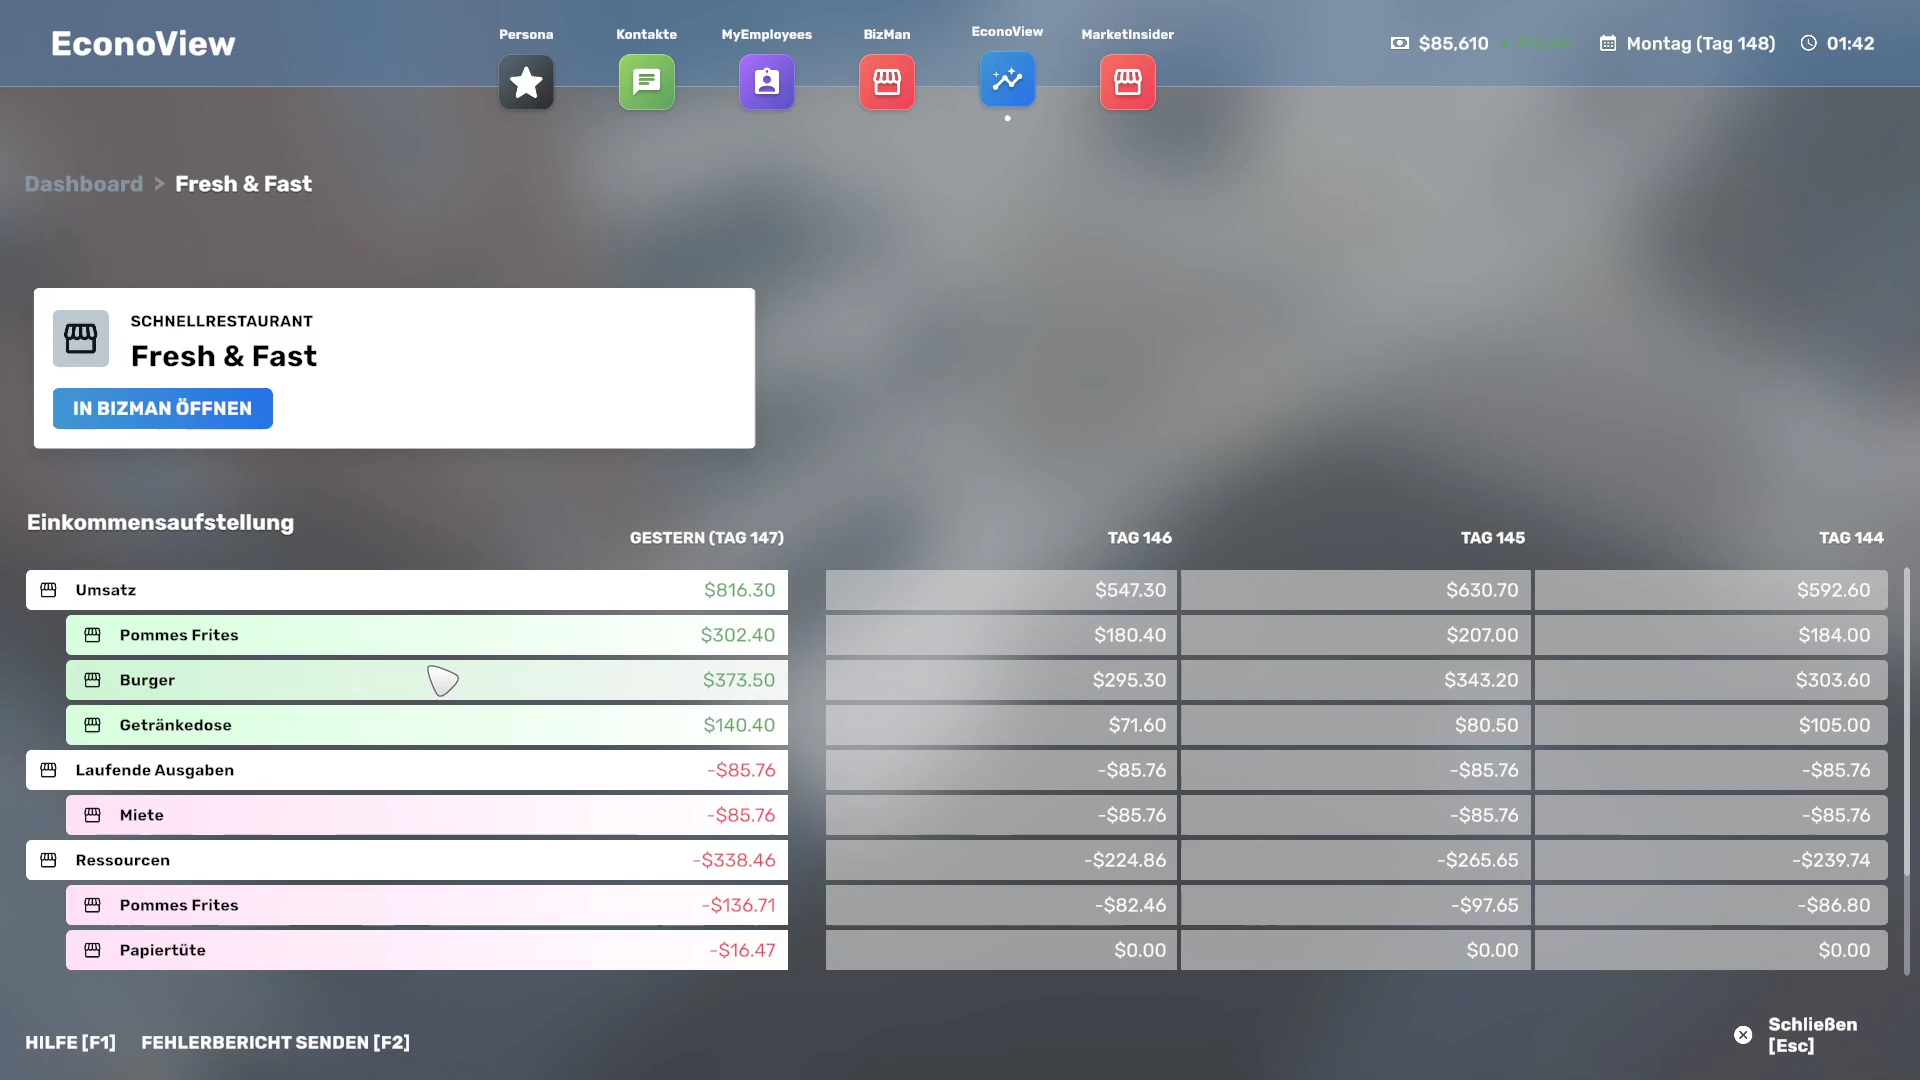 EconoView
Persona
Kontakte
MyEmployees
BizMan
EconoView
MarketInsider
$85,610
Montag (Tag 148)
01:42
Dashboard > Fresh & Fast
SCHNELLRESTAURANT
Fresh & Fast
IN BIZMAN ÖFFNEN
Einkommensaufstellung
GESTERN (TAG 147) TAG 146 TAG 145 TAG 144
Umsatz $816.30 $547.30 $630.70 $592.60
Pommes Frites $302.40 $180.40 $207.00 $184.00
Burger $373.50 $295.30 $343.20 $303.60
Getränkedose $140.40 $71.60 $80.50 $105.00
Laufende Ausgaben -$85.76 -$85.76 -$85.76 -$85.76
Miete -$85.76 -$85.76 -$85.76 -$85.76
Ressourcen -$338.46 -$224.86 -$265.65 -$239.74
Pommes Frites -$136.71 -$82.46 -$97.65 -$86.80
Papiertüte -$16.47 $0.00 $0.00 $0.00
HILFE [F1] FEHLERBERICHT SENDEN [F2]
Schließen
[Esc]